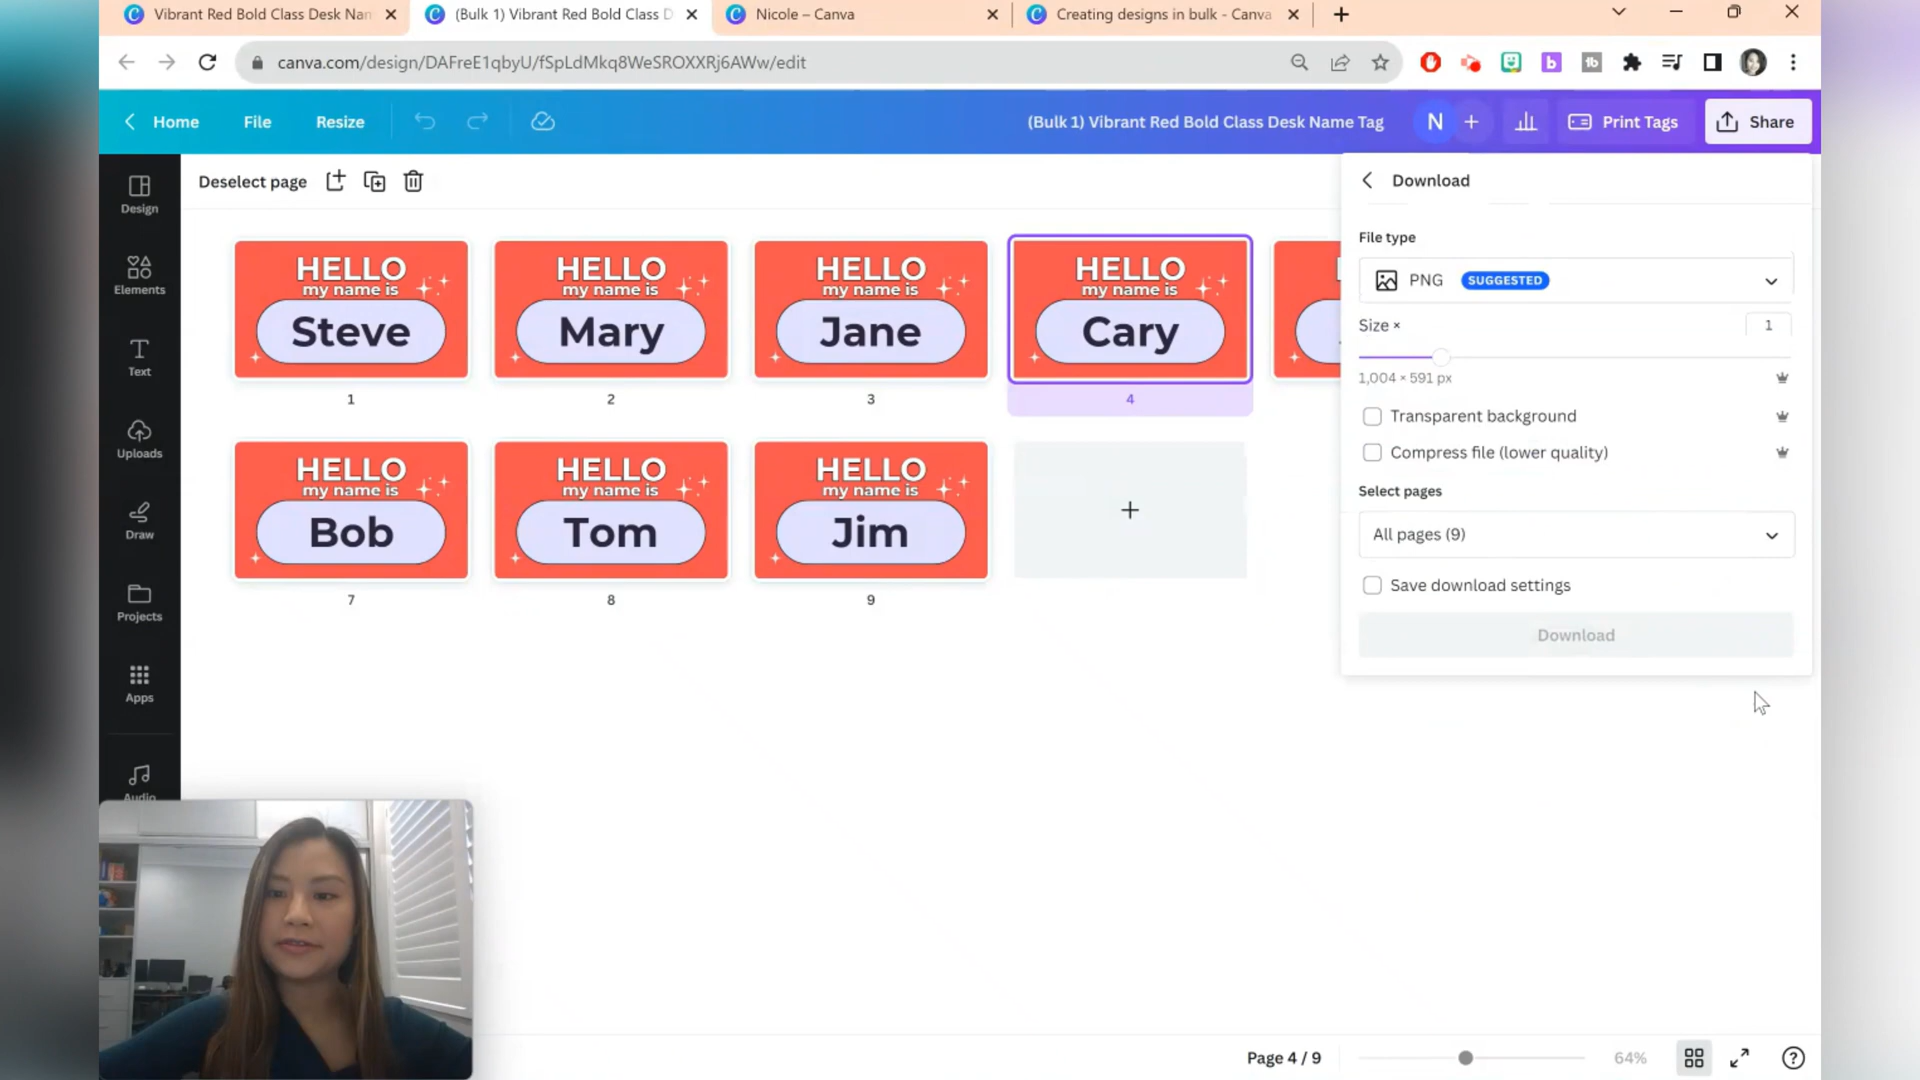 Vibrant Red Bold Class Desk Nan
(Bulk 1) Vibrant Red Bold Class D
Nicole – Canva
Creating designs in bulk - Canva
canva.com/design/DAFreE1qbyU/fSpLdMkq8WeSROXXRj6AWw/edit
Home
File
Resize
(Bulk 1) Vibrant Red Bold Class Desk Name Tag
N
Print Tags
Share
Design
Elements
Text
Uploads
Draw
Projects
Apps
Audio
Deselect page
HELLO
my name is
Steve
1
HELLO
my name is
Mary
2
HELLO
my name is
Jane
3
HELLO
my name is
Cary
4
HELLO
my name is
Bob
7
HELLO
my name is
Tom
8
HELLO
my name is
Jim
9
Download
File type
PNG SUGGESTED
Size × 1
1,004 × 591 px
Transparent background
Compress file (lower quality)
Select pages
All pages (9)
Save download settings
Download
Page 4 / 9
64%